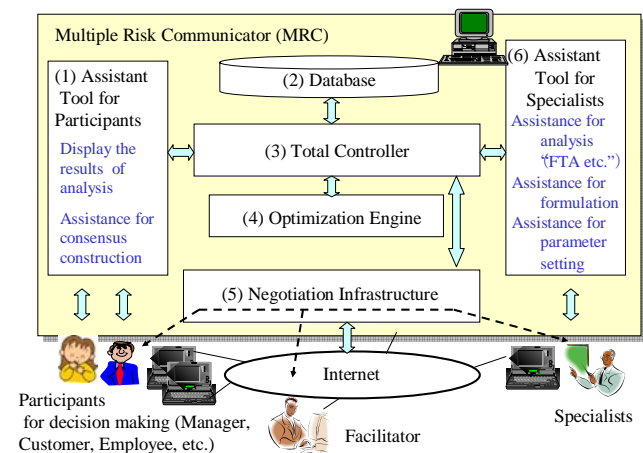 Multiple Risk Communicator (MRC)
(1) Assistant
Tool for
Participants
Display the
results of
analysis
Assistance for
consensus
construction
(2) Database
(3) Total Controller
(4) Optimization Engine
(5) Negotiation Infrastructure
(6) Assistant
Tool for
Specialists
Assistance for
analysis
“(FTA etc.”)
Assistance for
formulation
Assistance for
parameter
setting
Internet
Participants
for decision making (Manager,
Customer, Employee, etc.)
Facilitator
Specialists